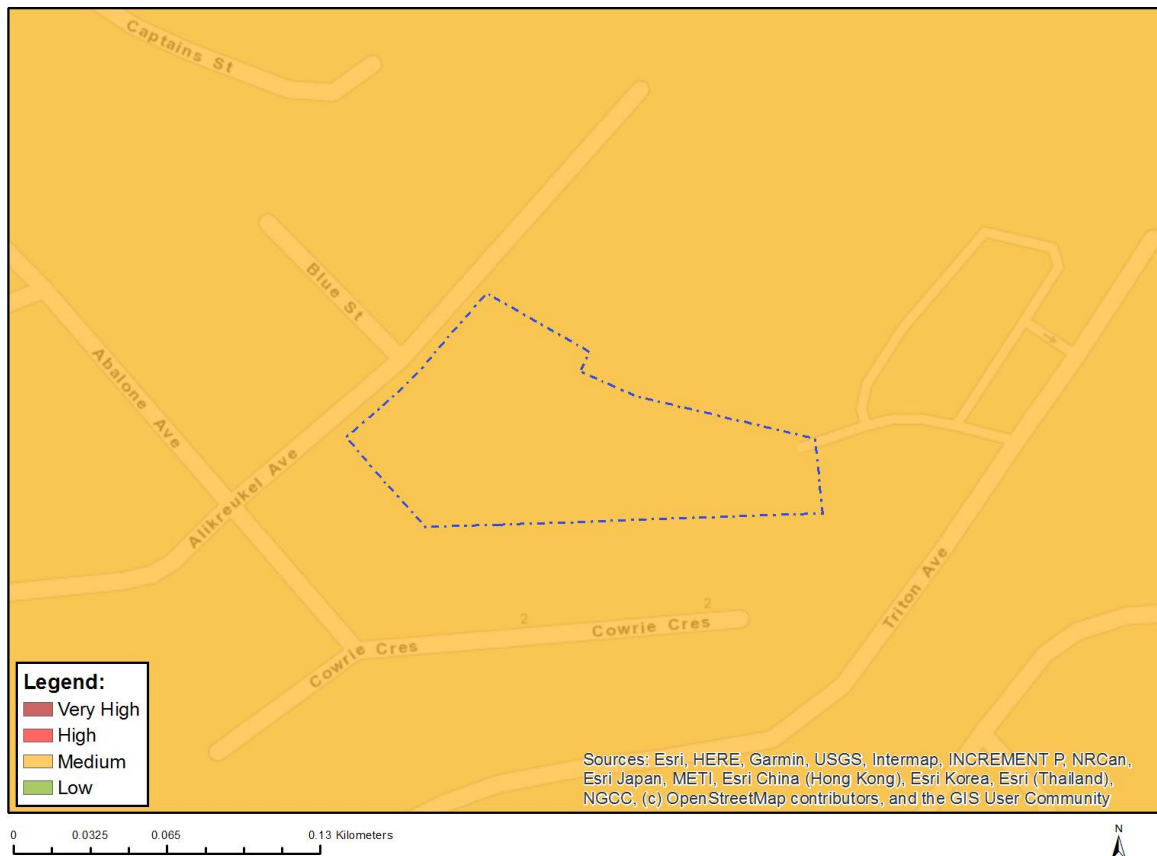 Captains St
Blue St
Abalone Ave
Alikreukel Ave
Triton Ave
2
2
Cowrie Cres
Cowrie Cres
Legend:
Very High
High
Medium
Low
Sources: Esri, HERE, Garmin, USGS, Intermap, INCREMENT P, NRCan,
Esri Japan, METI, Esri China (Hong Kong), Esri Korea, Esri (Thailand),
NGCC, (c) OpenStreetMap contributors, and the GIS User Community
0 0.0325 0.065 0.13 Kilometers
N